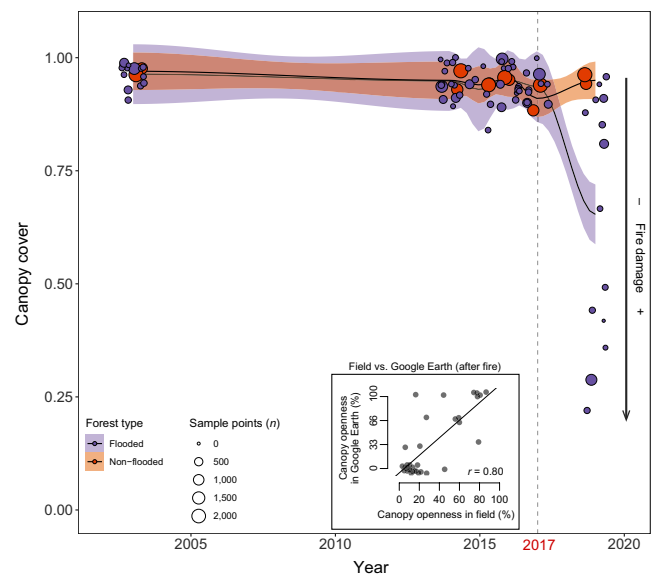 Canopy cover
1.00
0.75
0.50
0.25
0.00
− Fire damage +
Forest type
Flooded
Non−flooded
Sample points (n)
0
500
1,000
1,500
2,000
Field vs. Google Earth (after fire)
Canopy openness
in Google Earth (%)
100
66
33
0
r = 0.80
0 20 40 60 80 100
Canopy openness in field (%)
2005 2010 2015 2017 2020
Year